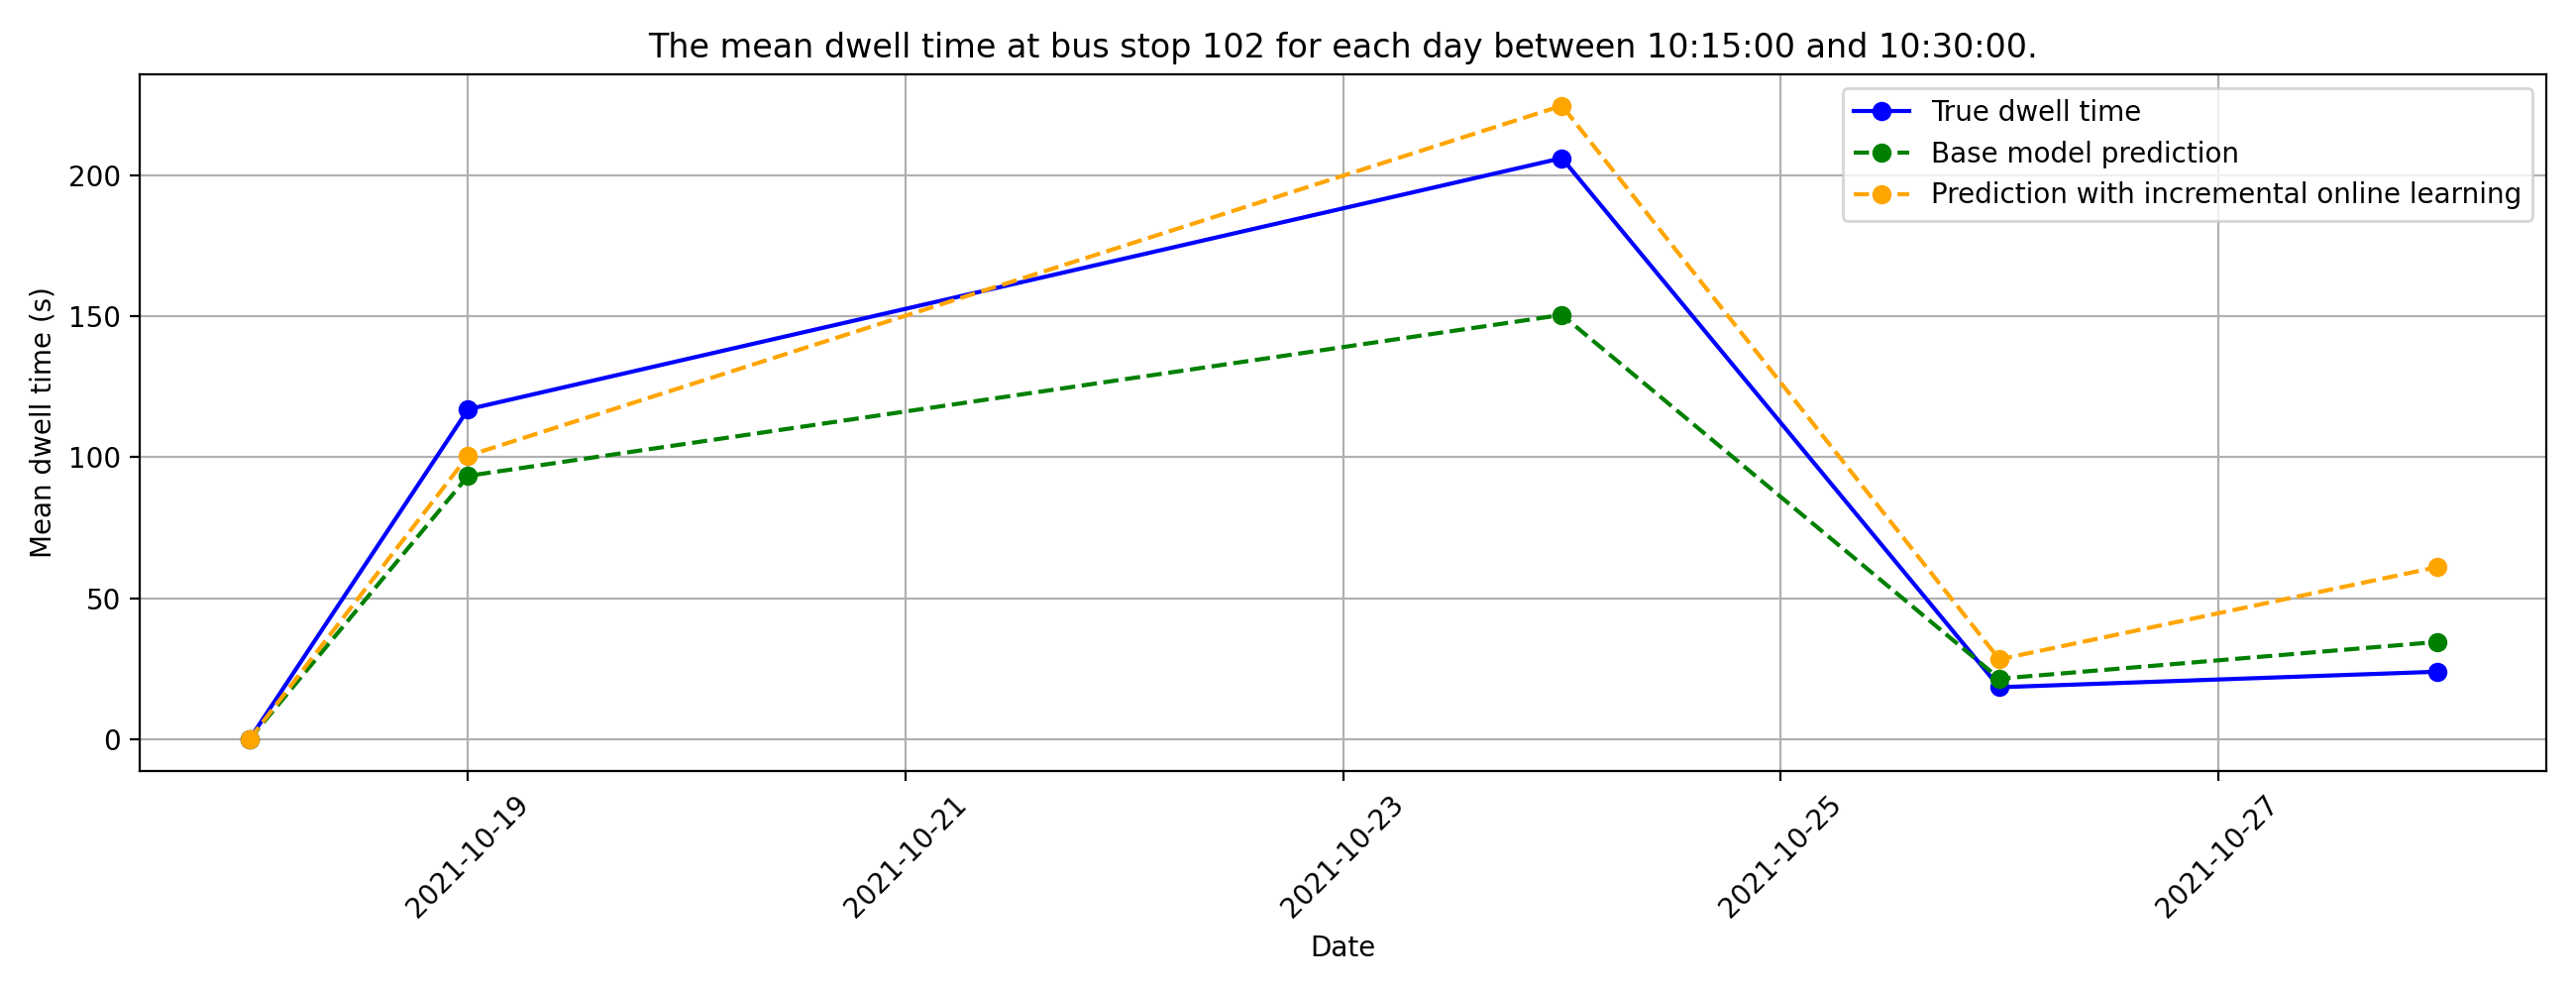 The mean dwell time at bus stop 102 for each day between 10:15:00 and 10:30:00.
True dwell time
Base model prediction
Prediction with incremental online learning
Mean dwell time (s)
200
150
100
50
0
2021-10-19
2021-10-21
2021-10-23
2021-10-25
2021-10-27
Date